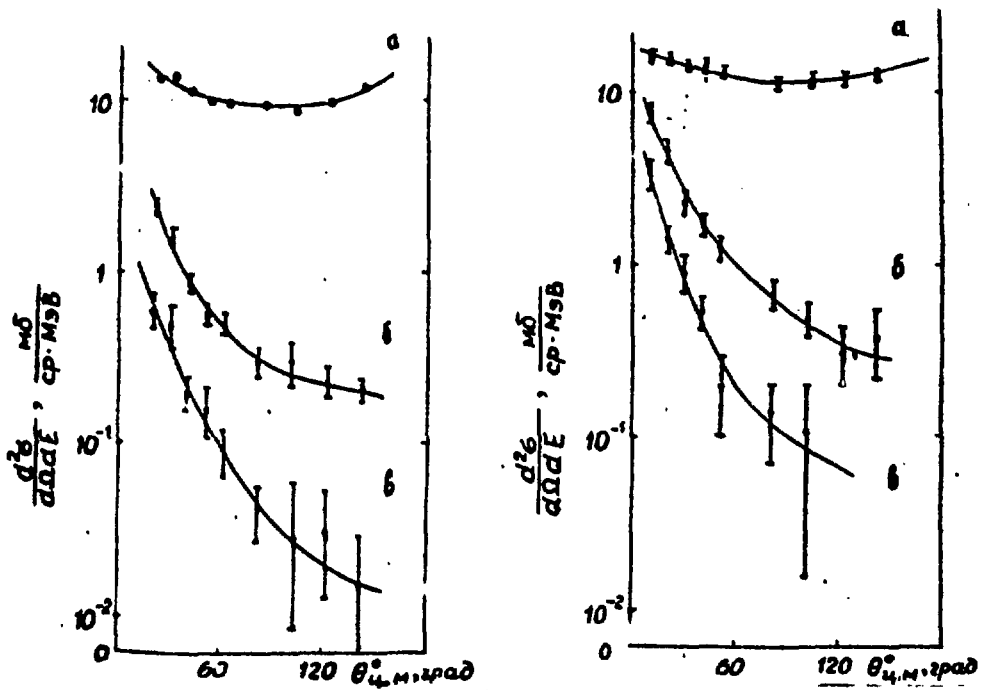 а
10
1
б
10⁻¹
в
10⁻²
0
60
120 θ°ц.м., град
d²σ/dΩdE, мб/ср·МэВ
а
10
1
б
10⁻¹
в
10⁻²
0
60
120 θ°ц.м., град
d²σ/dΩdE, мб/ср·МэВ